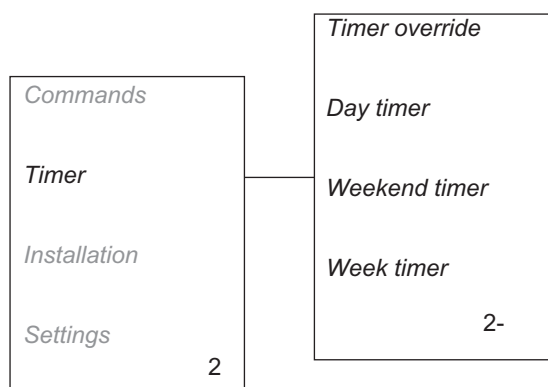 Commands
Timer
Installation
Settings
2
Timer override
Day timer
Weekend timer
Week timer
2-